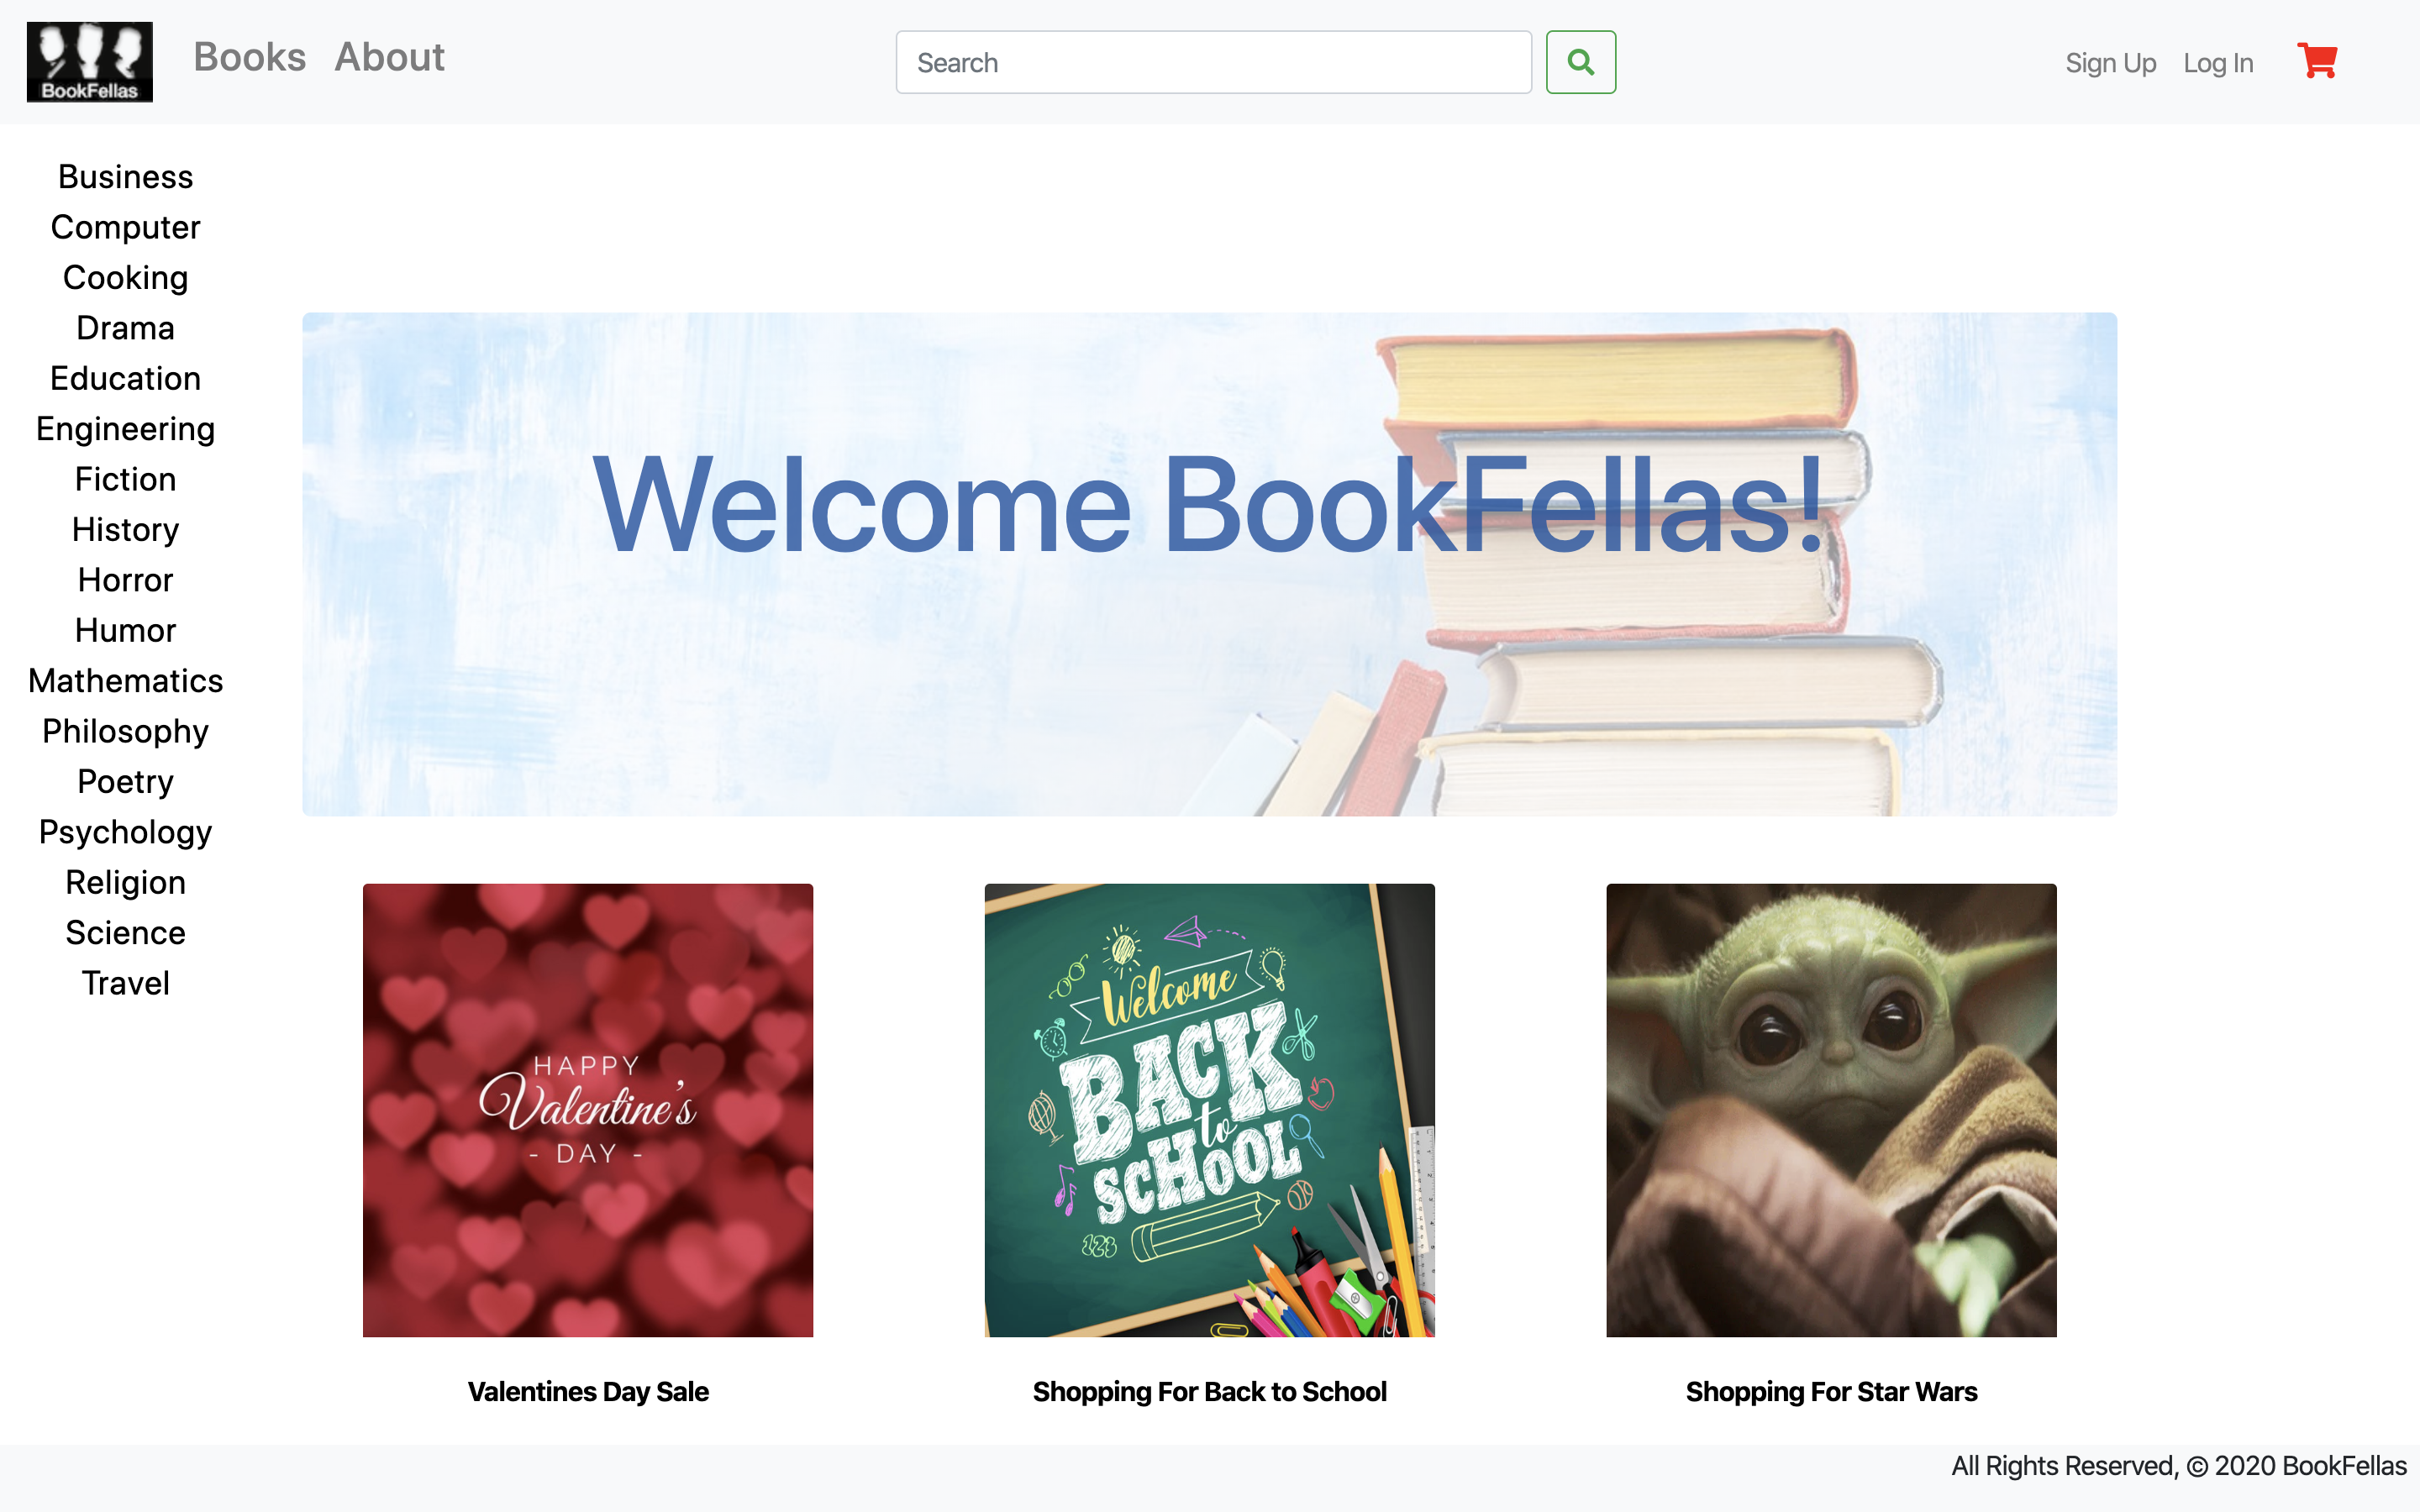 BookFellas
Books
About
Search
Sign Up
Log In
Business
Computer
Cooking
Drama
Education
Engineering
Fiction
History
Horror
Humor
Mathematics
Philosophy
Poetry
Psychology
Religion
Science
Travel
Welcome BookFellas!
HAPPY
Valentine's
- DAY -
Welcome
BACK
to
SCHOOL
123
Valentines Day Sale
Shopping For Back to School
Shopping For Star Wars
All Rights Reserved, © 2020 BookFellas